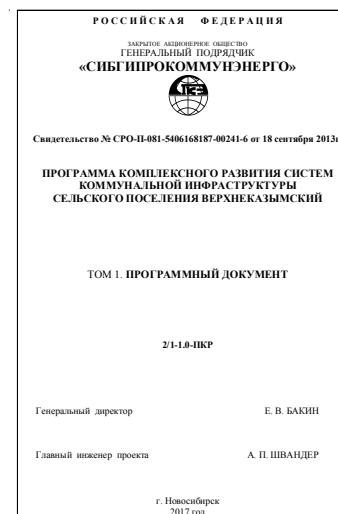 РОССИЙСКАЯ ФЕДЕРАЦИЯ
ЗАКРЫТОЕ АКЦИОНЕРНОЕ ОБЩЕСТВО
ГЕНЕРАЛЬНЫЙ ПОДРЯДЧИК
«СИБГИПРОКОММУНЭНЕРГО»
Свидетельство № СРО-П-081-5406168187-00241-6 от 18 сентября 2013г
ПРОГРАММА КОМПЛЕКСНОГО РАЗВИТИЯ СИСТЕМ
КОММУНАЛЬНОЙ ИНФРАСТРУКТУРЫ
СЕЛЬСКОГО ПОСЕЛЕНИЯ ВЕРХНЕКАЗЫМСКИЙ
ТОМ 1. ПРОГРАММНЫЙ ДОКУМЕНТ
2/1-1.0-ПКР
Генеральный директор Е. В. БАКИН
Главный инженер проекта А. П. ШВАНДЕР
г. Новосибирск
2017 год